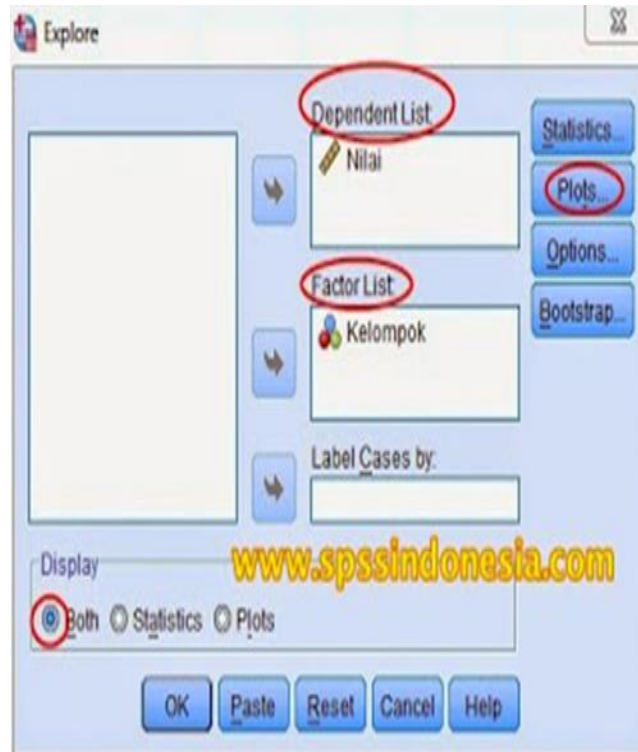 Explore
Dependent List:
Nilai
Statistics...
Plots...
Options...
Bootstrap...
Factor List:
Kelompok
Label Cases by:
www.spssindonesia.com
Display
Both Statistics Plots
OK Paste Reset Cancel Help